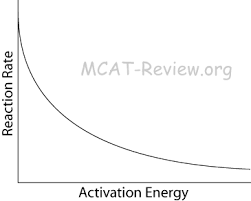 MCAT-Review.org
Reaction Rate
Activation Energy